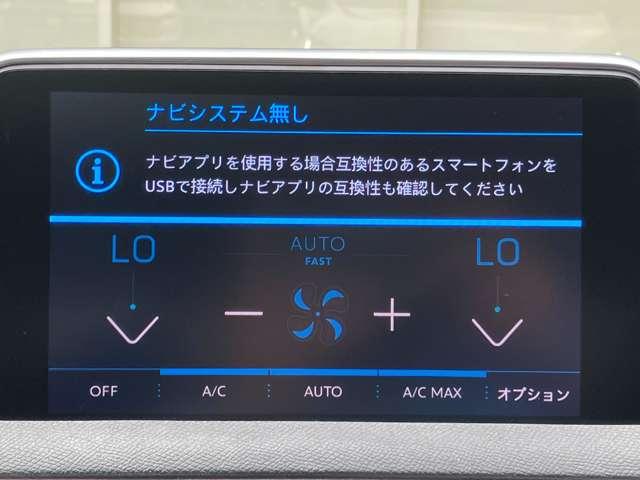 ナビシステム無し
ナビアプリを使用する場合互換性のあるスマートフォンを
USBで接続しナビアプリの互換性も確認してください
LO
AUTO
FAST
LO
OFF
A/C
AUTO
A/C MAX
オプション